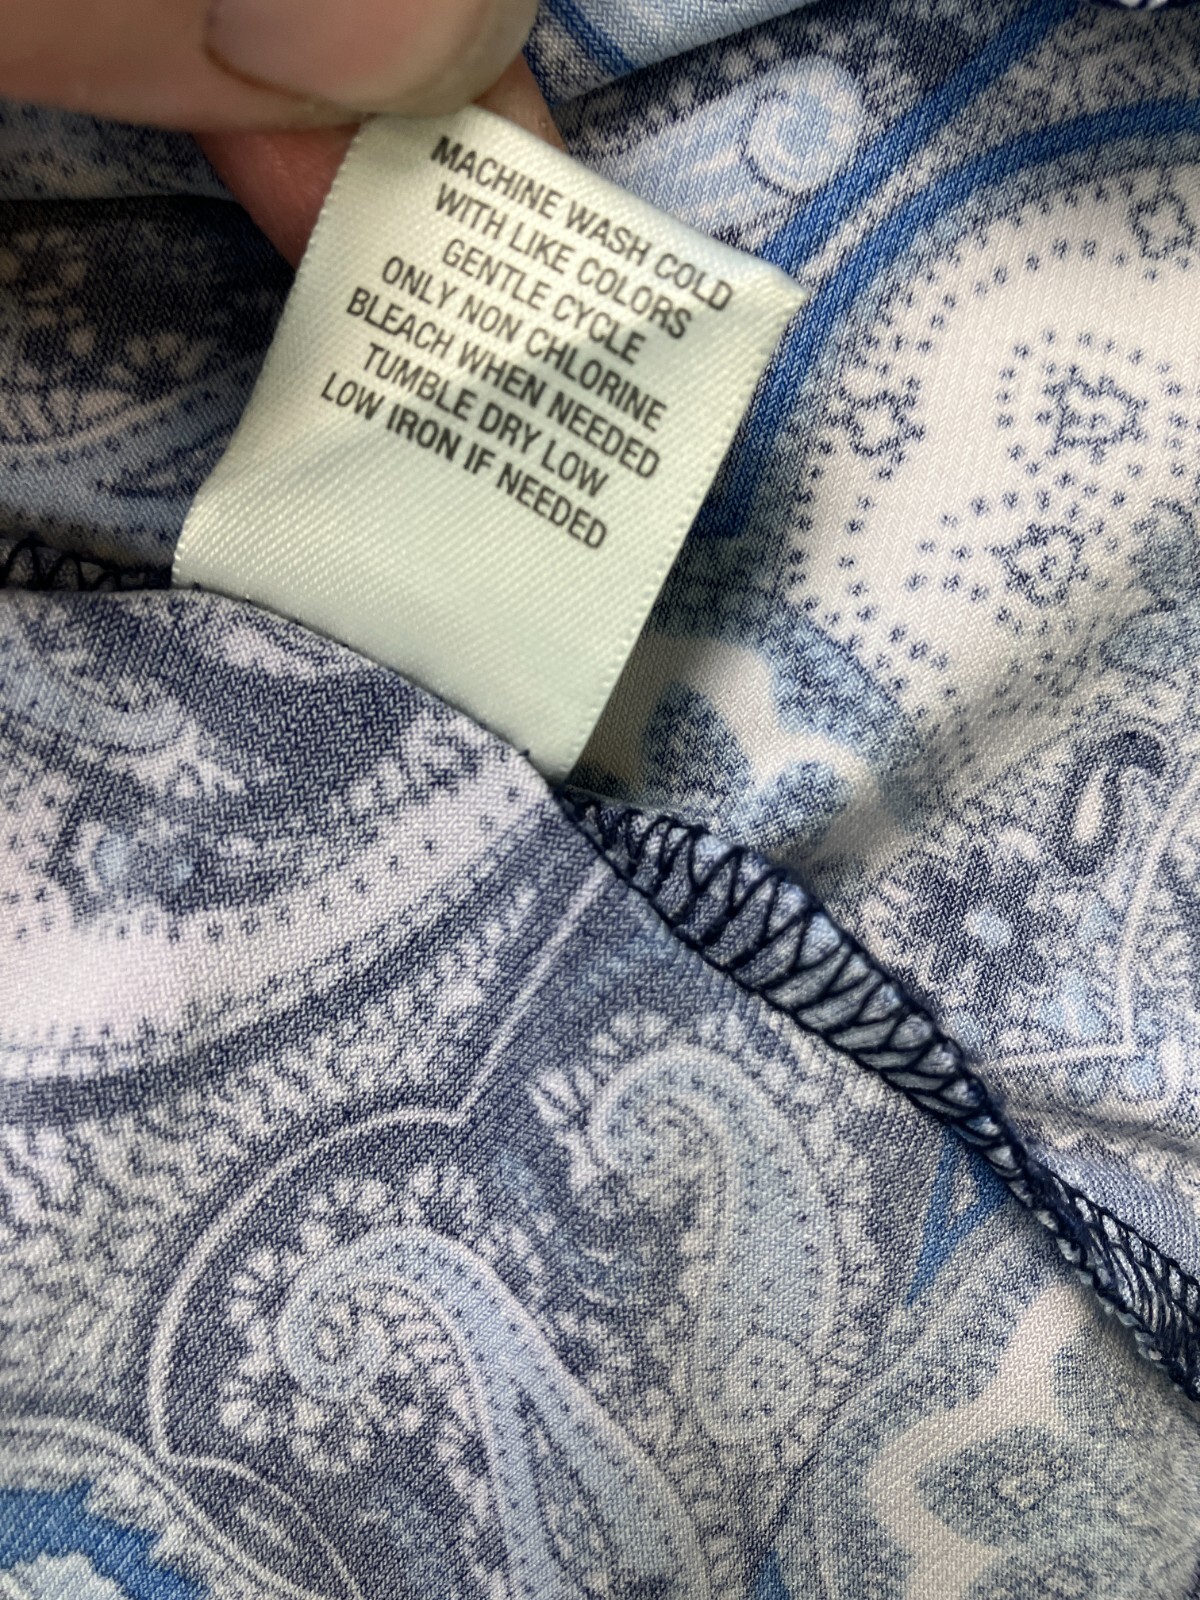 MACHINE WASH COLD
WITH LIKE COLORS
GENTLE CYCLE
ONLY NON CHLORINE
BLEACH WHEN NEEDED
TUMBLE DRY LOW
LOW IRON IF NEEDED